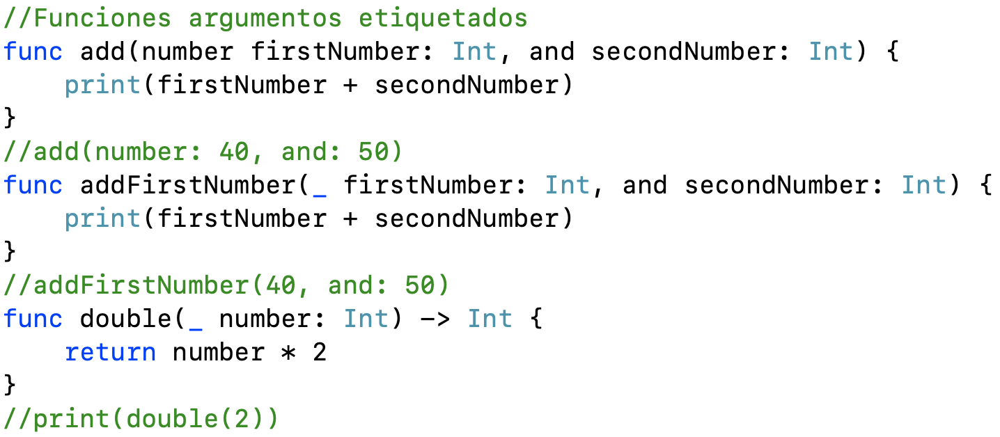 //Funciones argumentos etiquetados
func add(number firstNumber: Int, and secondNumber: Int) {
    print(firstNumber + secondNumber)
}
//add(number: 40, and: 50)
func addFirstNumber(_ firstNumber: Int, and secondNumber: Int) {
    print(firstNumber + secondNumber)
}
//addFirstNumber(40, and: 50)
func double(_ number: Int) -> Int {
    return number * 2
}
//print(double(2))